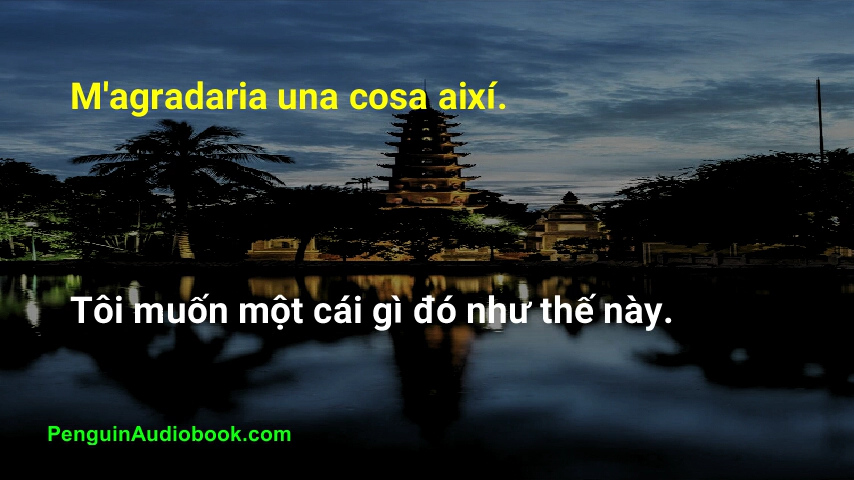 M'agradaria una cosa així.
Tôi muốn một cái gì đó như thế này.
PenguinAudiobook.com